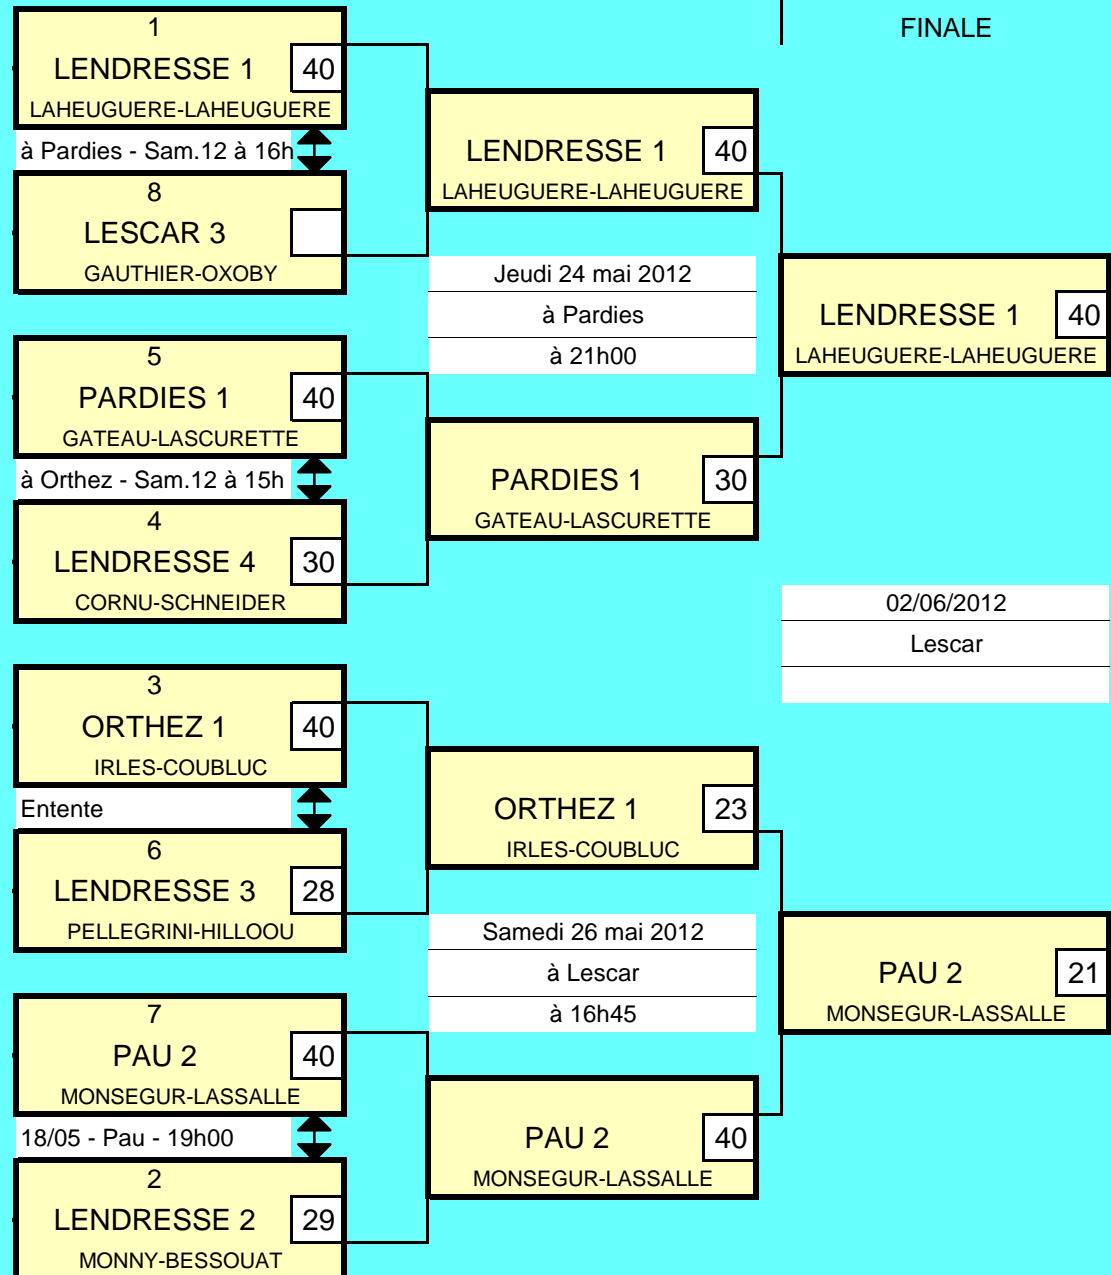 FINALE
1
LENDRESSE 1 40
LAHEUGUERE-LAHEUGUERE
à Pardies - Sam.12 à 16h
8
LESCAR 3
GAUTHIER-OXOBY
5
PARDIES 1 40
GATEAU-LASCURETTE
à Orthez - Sam.12 à 15h
4
LENDRESSE 4 30
CORNU-SCHNEIDER
3
ORTHEZ 1 40
IRLES-COUBLUC
Entente
6
LENDRESSE 3 28
PELLEGRINI-HILLOOU
7
PAU 2 40
MONSEGUR-LASSALLE
18/05 - Pau - 19h00
2
LENDRESSE 2 29
MONNY-BESSOUAT
LENDRESSE 1 40
LAHEUGUERE-LAHEUGUERE
Jeudi 24 mai 2012
à Pardies
à 21h00
PARDIES 1 30
GATEAU-LASCURETTE
ORTHEZ 1 23
IRLES-COUBLUC
Samedi 26 mai 2012
à Lescar
à 16h45
PAU 2 40
MONSEGUR-LASSALLE
LENDRESSE 1 40
LAHEUGUERE-LAHEUGUERE
02/06/2012
Lescar
PAU 2 21
MONSEGUR-LASSALLE